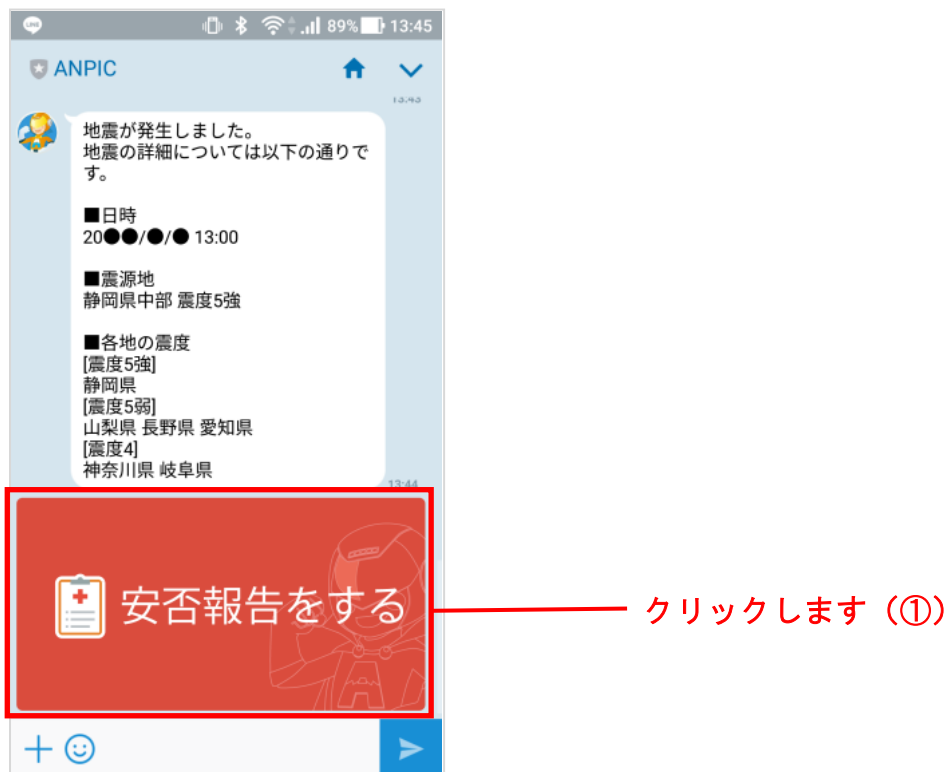 LINE
89% 13:45
ANPIC
13:43
地震が発生しました。
地震の詳細については以下の通りで
す。
■日時
20●●/●/● 13:00
■震源地
静岡県中部 震度5強
■各地の震度
[震度5強]
静岡県
[震度5弱]
山梨県 長野県 愛知県
[震度4]
神奈川県 岐阜県
13:44
安否報告をする
クリックします（①）